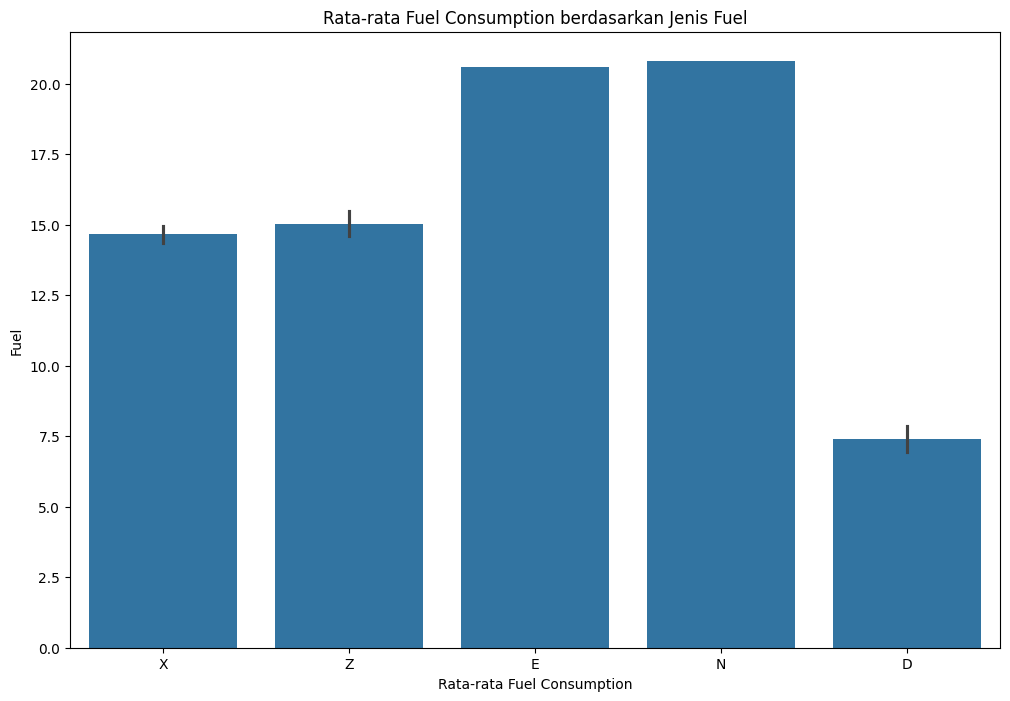 Rata-rata Fuel Consumption berdasarkan Jenis Fuel
20.0
17.5
15.0
12.5
10.0
7.5
5.0
2.5
0.0
Fuel
X Z E N D
Rata-rata Fuel Consumption